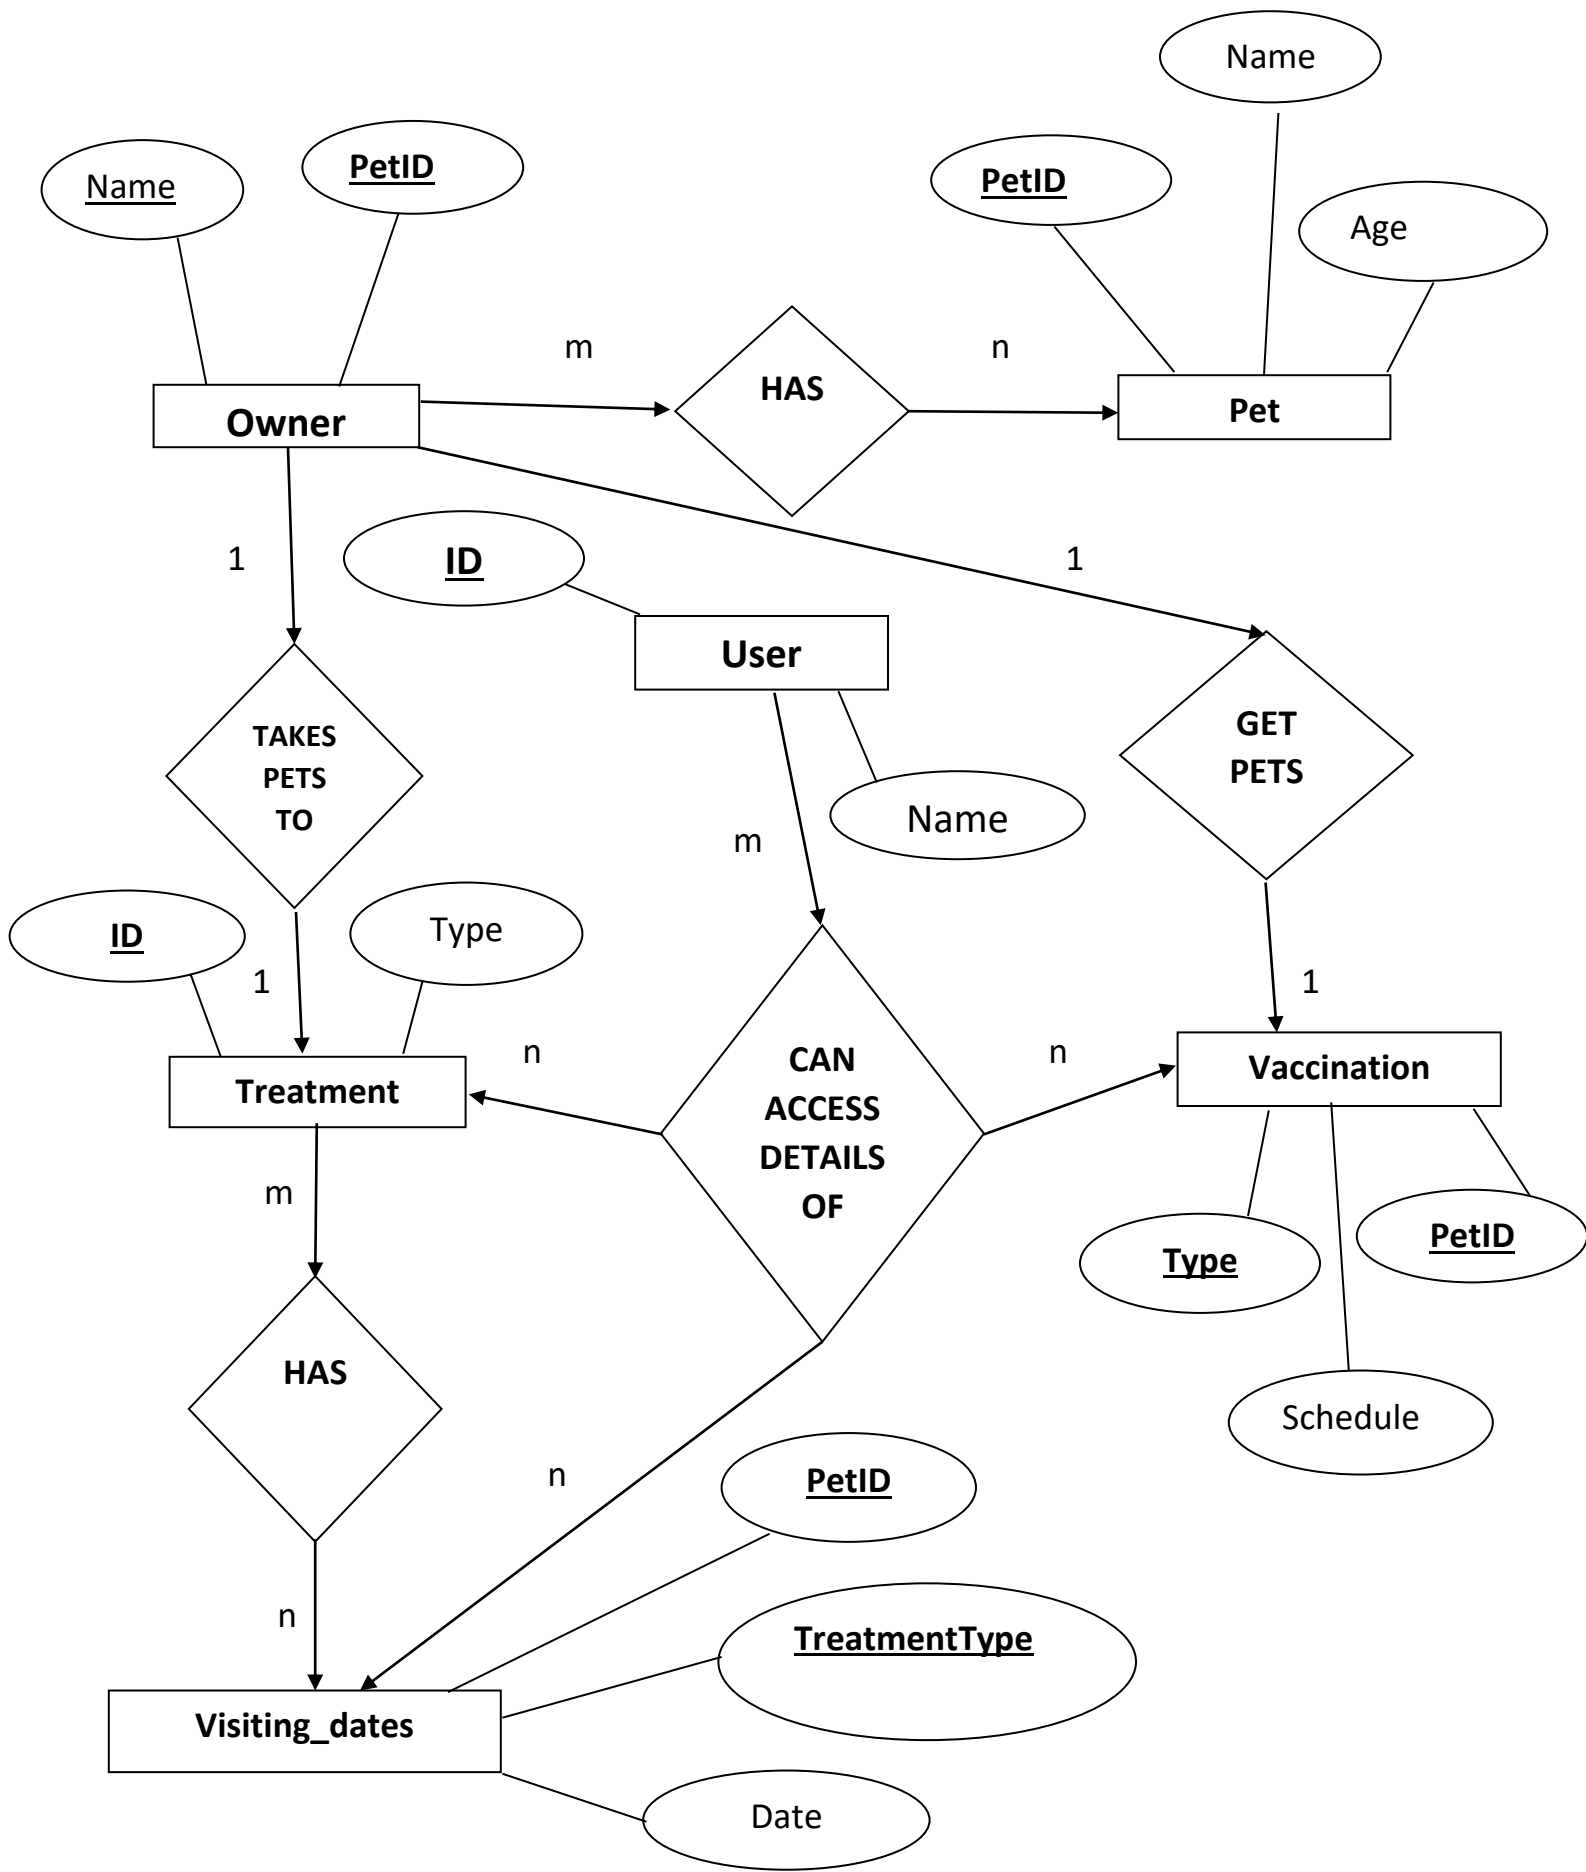 Name
Name
PetID
PetID
Age
m
n
HAS
Owner
Pet
1
ID
1
User
TAKES
PETS
TO
GET
PETS
Name
m
ID
Type
1
1
n
n
CAN
ACCESS
DETAILS
OF
Treatment
Vaccination
m
Type
PetID
HAS
Schedule
n
PetID
n
TreatmentType
Visiting_dates
Date